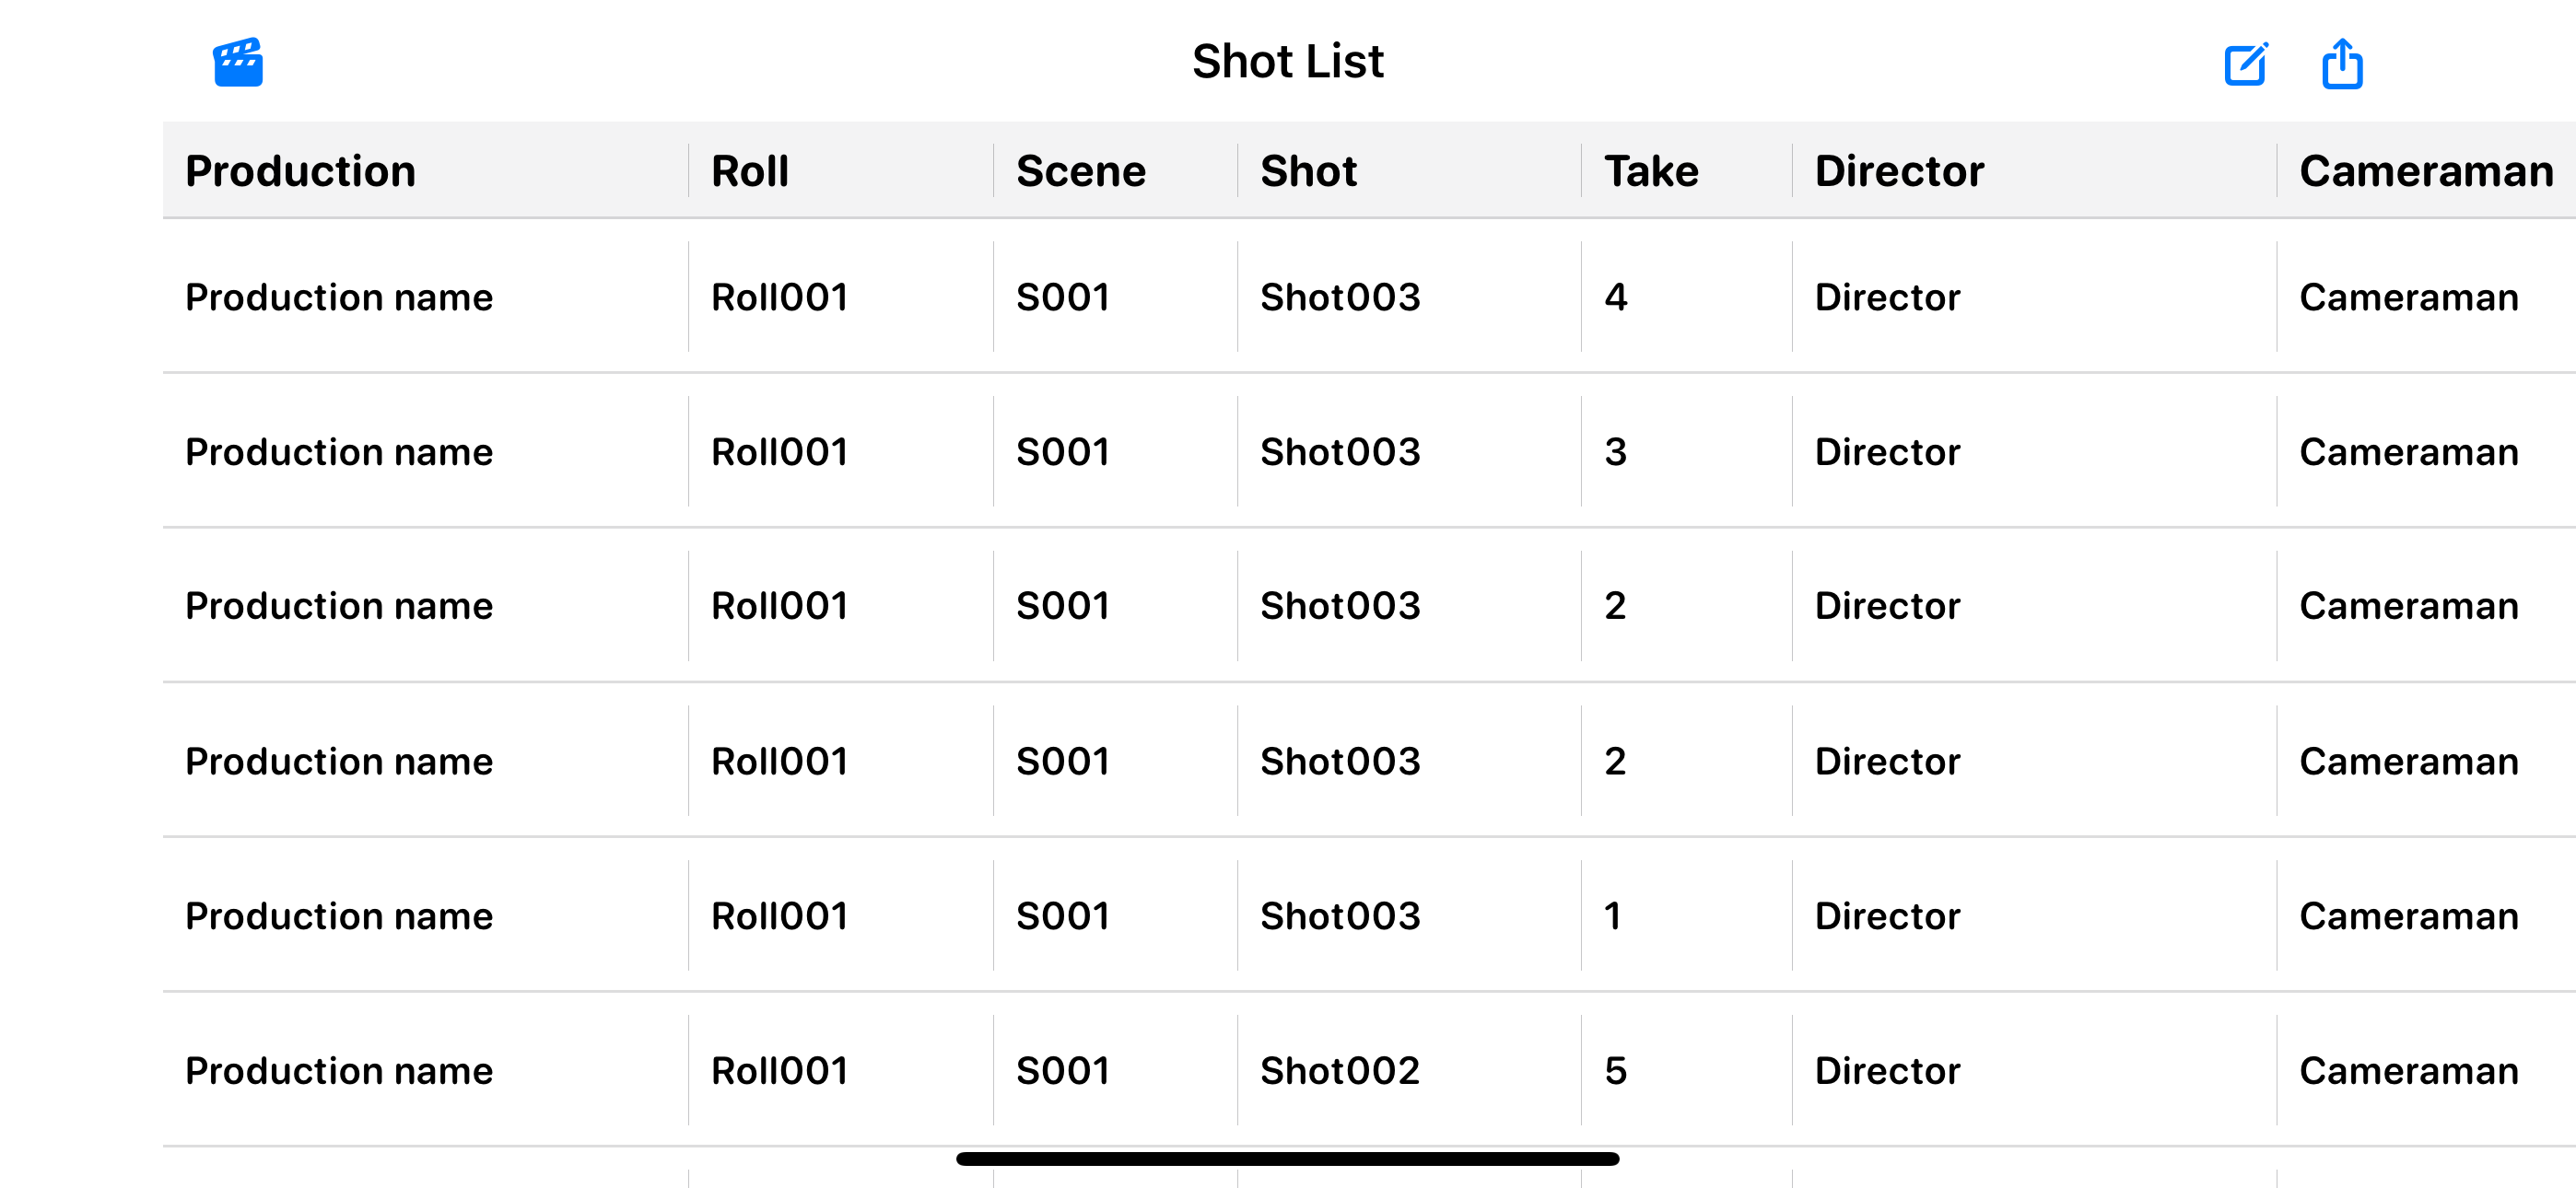 Shot List
Production Roll Scene Shot Take Director Cameraman
Production name Roll001 S001 Shot003 4 Director Cameraman
Production name Roll001 S001 Shot003 3 Director Cameraman
Production name Roll001 S001 Shot003 2 Director Cameraman
Production name Roll001 S001 Shot003 2 Director Cameraman
Production name Roll001 S001 Shot003 1 Director Cameraman
Production name Roll001 S001 Shot002 5 Director Cameraman